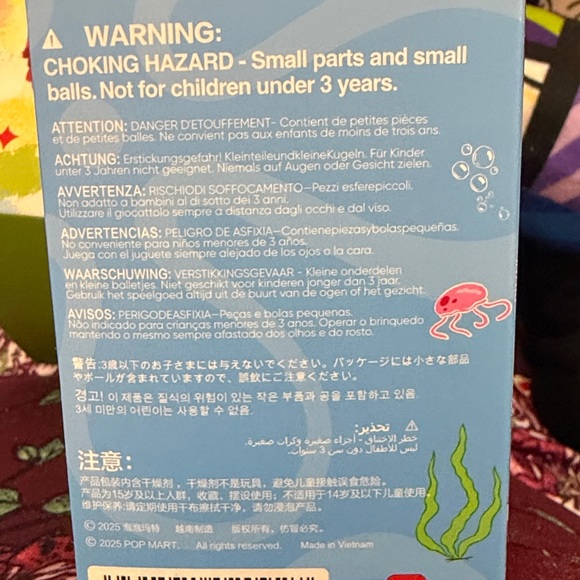 ⚠ WARNING:
CHOKING HAZARD - Small parts and small
balls. Not for children under 3 years.
ATTENTION: DANGER D'ETOUFFEMENT- Contient de petites pièces
et de petites balles. Ne convient pas aux enfants de moins de trois ans.
ACHTUNG: Erstickungsgefahr! KleinteileundkleineKugeln. Für Kinder
unter 3 Jahren nicht geeignet. Niemals auf Augen oder Gesicht zielen.
AVVERTENZA: RISCHIODI SOFFOCAMENTO—Pezzi esferepiccoli.
Non adatto a bambini al di sotto dei 3 anni.
Utilizzare il giocattolo sempre a distanza dagli occhi e dal viso.
ADVERTENCIAS: PELIGRO DE ASFIXIA—Contienepiezasybolaspequeñas.
No conveniente para niños menores de 3 años.
Juega con el juguete siempre alejado de los ojos o la cara.
WAARSCHUWING: VERSTIKKINGSGEVAAR - Kleine onderdelen
en kleine balletjes. Niet geschikt voor kinderen jonger dan 3 jaar.
Gebruik het speelgoed altijd uit de buurt van de ogen of het gezicht.
AVISOS: PERIGODEASFIXIA—Peças e bolas pequenas.
Não indicado para crianças menores de 3 anos. Operar o brinquedo
mantendo o mesmo sempre afastado dos olhos e do rosto.
警告:3歳以下のお子さまには与えないでください。パッケージには小さな部品
やボールが含まれていますので、誤飲にご注意ください。
경고! 이 제품은 질식의 위험이 있는 작은 부품과 공을 포함하고 있음.
3세 미만의 어린이는 사용할 수 없음.
⚠ تحذير:
خطر الاختناق - أجزاء صغيرة وكرات صغيرة.
ليس للأطفال دون سن 3 سنوات.
注意:
产品包装内含干燥剂,干燥剂不是玩具,避免儿童接触误食危险。
产品为15岁及以上人群,收藏、摆设使用;不适用于14岁及以下儿童使用。
维护保养:请定期使用干布擦拭干净,请勿浸泡产品。
© 2025 泡泡玛特 越南制造 版权所有,仿冒必究。
© 2025 POP MART. All rights reserved. Made in Vietnam